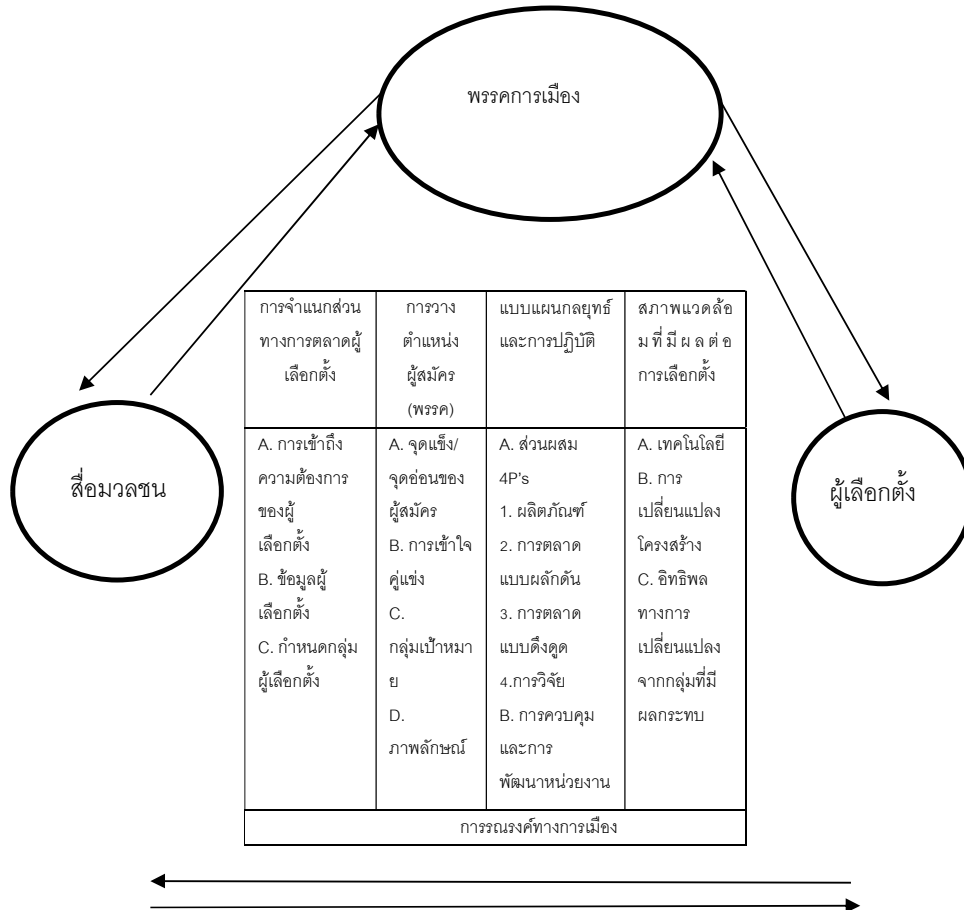 พรรคการเมือง
การจำแนกส่วน
ทางการตลาดผู้
เลือกตั้ง
การวาง
ตำแหน่ง
ผู้สมัคร
(พรรค)
แบบแผนกลยุทธ์
และการปฏิบัติ
สภาพแวดล้อ
มที่มีผลต่อ
การเลือกตั้ง
สื่อมวลชน
A. การเข้าถึง
ความต้องการ
ของผู้
เลือกตั้ง
B. ข้อมูลผู้
เลือกตั้ง
C. กำหนดกลุ่ม
ผู้เลือกตั้ง
A. จุดแข็ง/
จุดอ่อนของ
ผู้สมัคร
B. การเข้าใจ
คู่แข่ง
C.
กลุ่มเป้าหมา
ย
D.
ภาพลักษณ์
A. ส่วนผสม
4P's
1. ผลิตภัณฑ์
2. การตลาด
แบบผลักดัน
3. การตลาด
แบบดึงดูด
4.การวิจัย
B. การควบคุม
และการ
พัฒนาหน่วยงาน
A. เทคโนโลยี
B. การ
เปลี่ยนแปลง
โครงสร้าง
C. อิทธิพล
ทางการ
เปลี่ยนแปลง
จากกลุ่มที่มี
ผลกระทบ
ผู้เลือกตั้ง
การรณรงค์ทางการเมือง